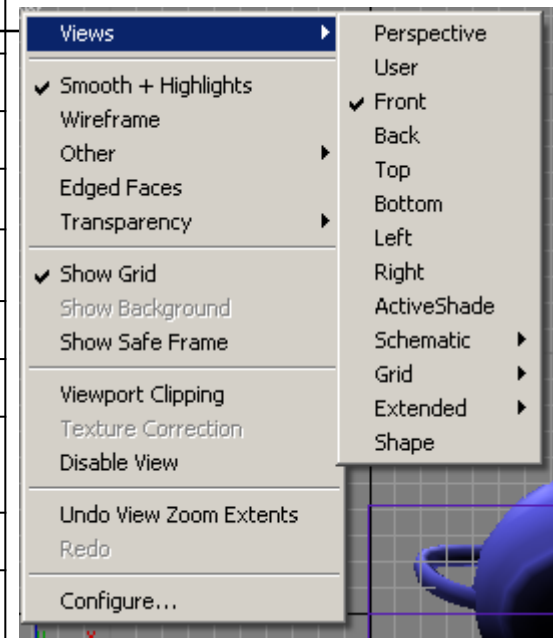 Views
Smooth + Highlights
Wireframe
Other
Edged Faces
Transparency
Show Grid
Show Background
Show Safe Frame
Viewport Clipping
Texture Correction
Disable View
Undo View Zoom Extents
Redo
Configure...
Perspective
User
Front
Back
Top
Bottom
Left
Right
ActiveShade
Schematic
Grid
Extended
Shape
x